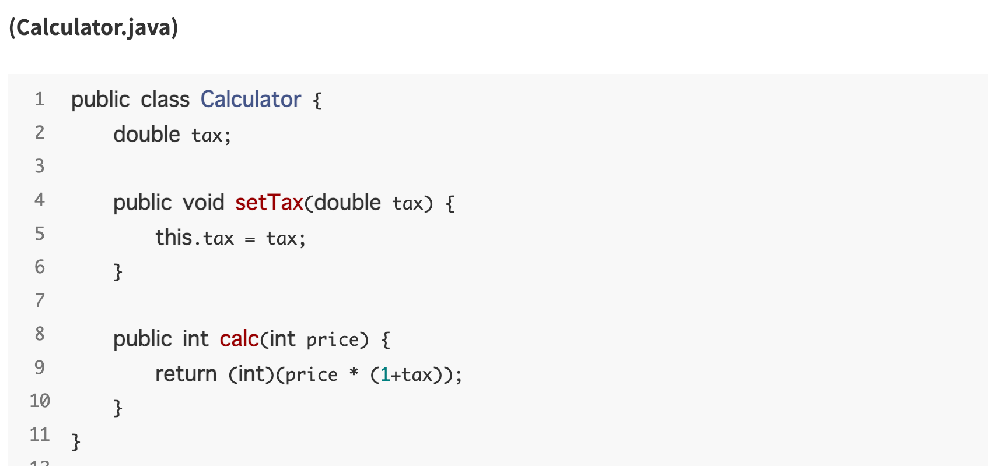 (Calculator.java)
1 public class Calculator {
2     double tax;
3
4     public void setTax(double tax) {
5         this.tax = tax;
6     }
7
8     public int calc(int price) {
9         return (int)(price * (1+tax));
10     }
11 }
12